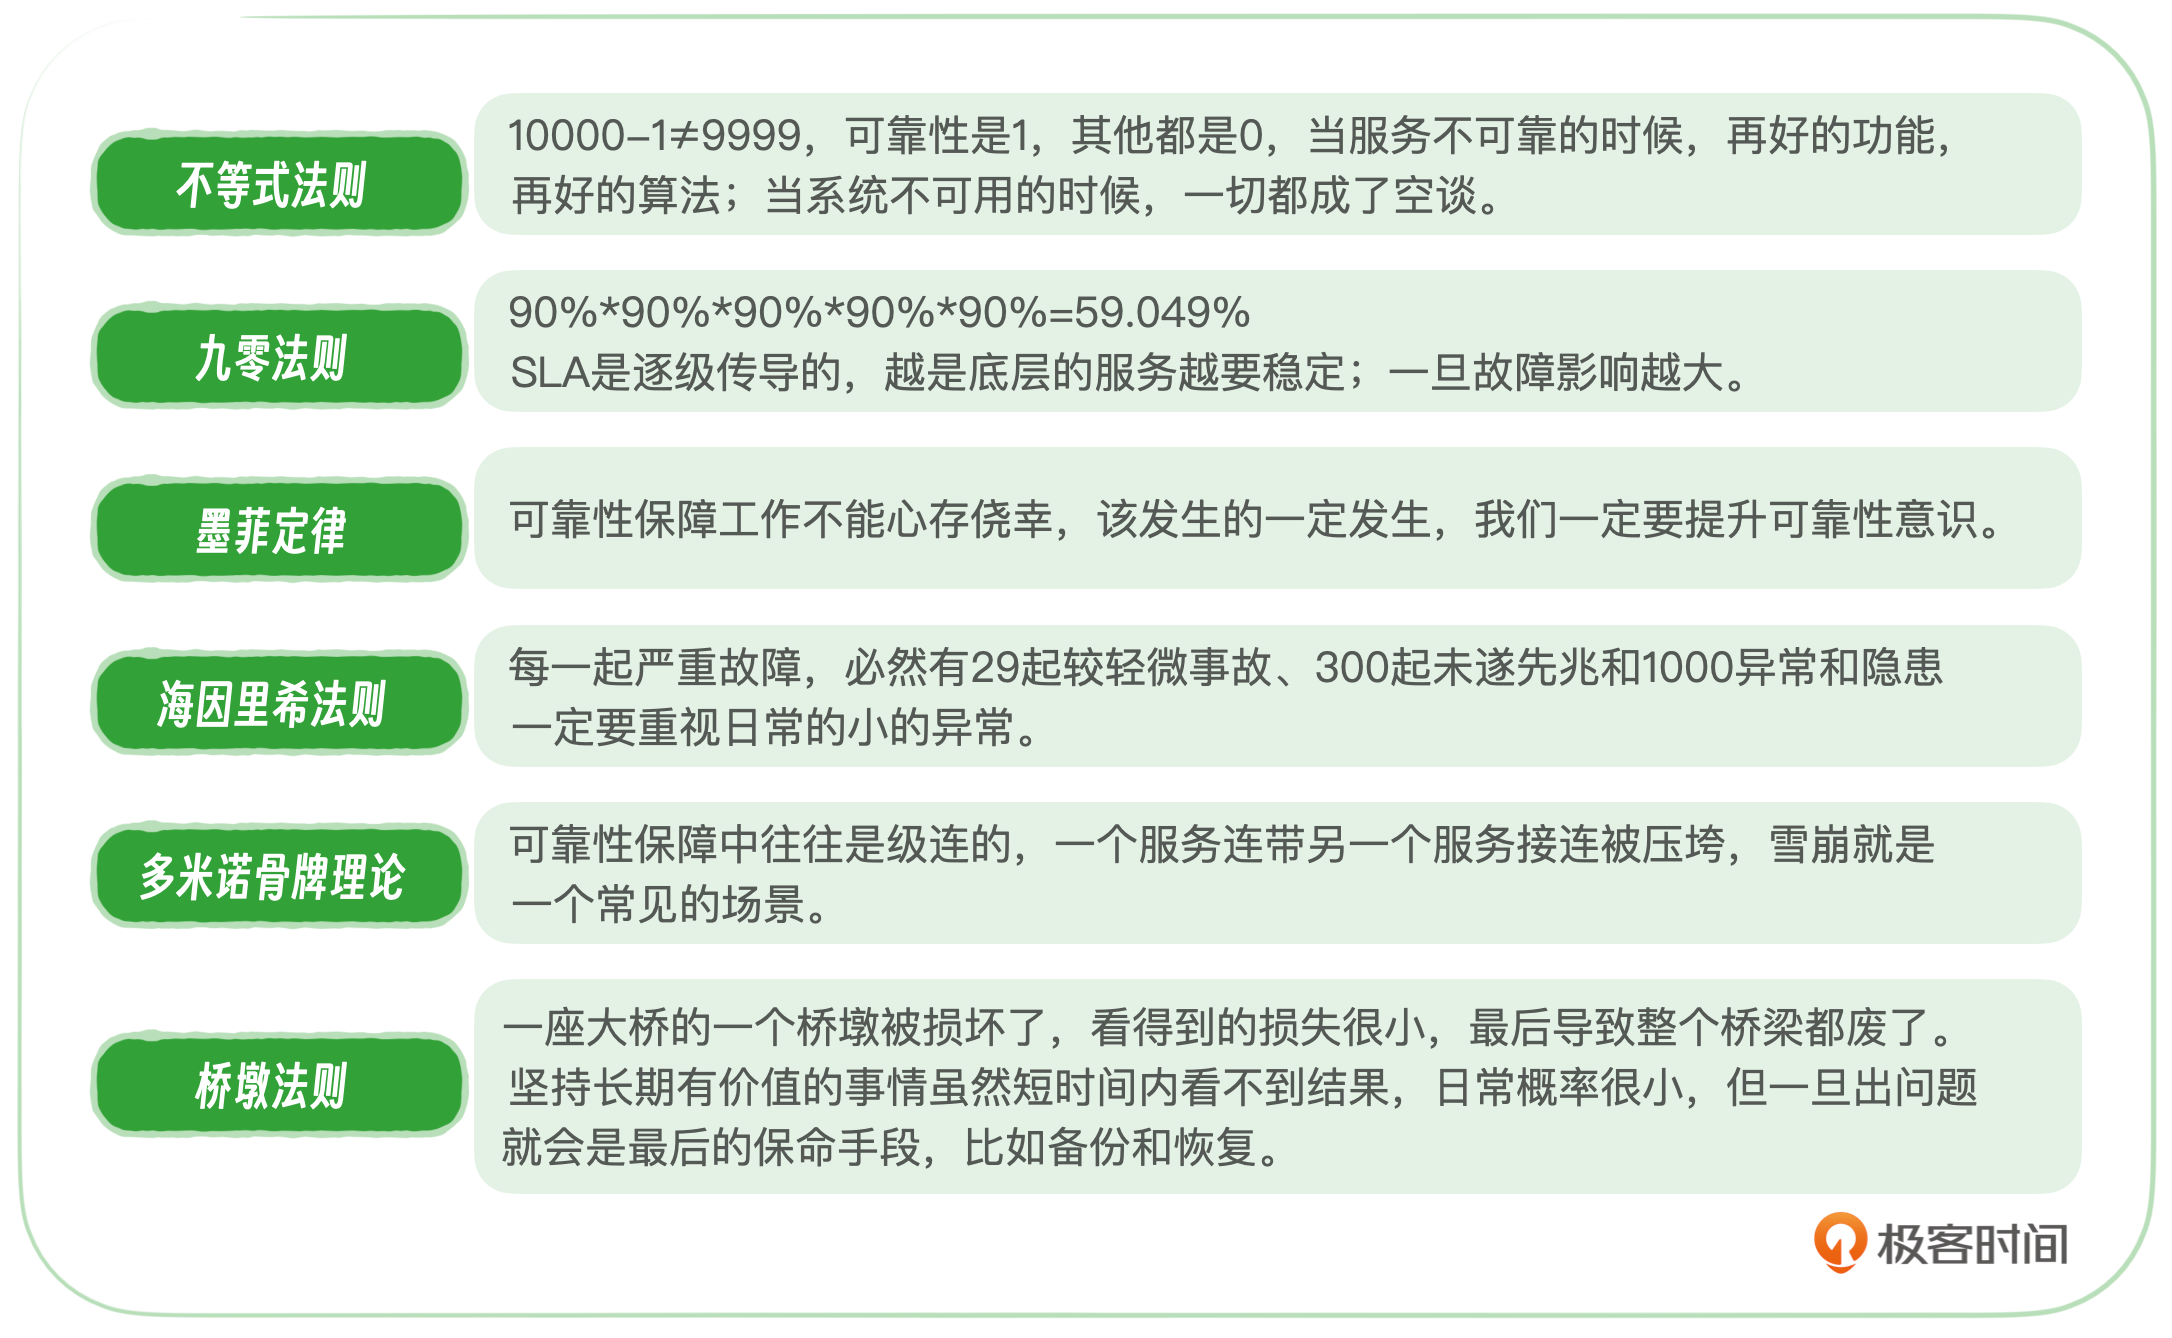 不等式法则
10000-1≠9999，可靠性是1，其他都是0，当服务不可靠的时候，再好的功能，
再好的算法；当系统不可用的时候，一切都成了空谈。
九零法则
90%*90%*90%*90%*90%=59.049%
SLA是逐级传导的，越是底层的服务越要稳定；一旦故障影响越大。
墨菲定律
可靠性保障工作不能心存侥幸，该发生的一定发生，我们一定要提升可靠性意识。
海因里希法则
每一起严重故障，必然有29起较轻微事故、300起未遂先兆和1000异常和隐患
一定要重视日常的小的异常。
多米诺骨牌理论
可靠性保障中往往是级连的，一个服务连带另一个服务接连被压垮，雪崩就是
一个常见的场景。
桥墩法则
一座大桥的一个桥墩被损坏了，看得到的损失很小，最后导致整个桥梁都废了。
坚持长期有价值的事情虽然短时间内看不到结果，日常概率很小，但一旦出问题
就会是最后的保命手段，比如备份和恢复。
极客时间